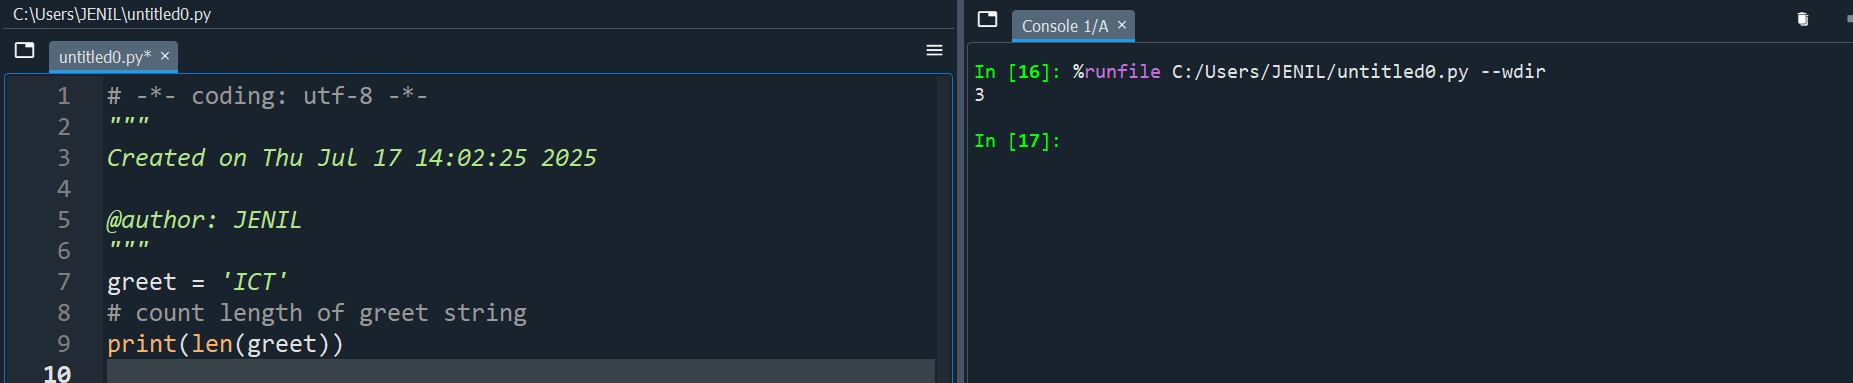 C:\Users\JENIL\untitled0.py
untitled0.py* ×
1 # -*- coding: utf-8 -*-
2 """
3 Created on Thu Jul 17 14:02:25 2025
4
5 @author: JENIL
6 """
7 greet = 'ICT'
8 # count length of greet string
9 print(len(greet))
10
Console 1/A ×
In [16]: %runfile C:/Users/JENIL/untitled0.py --wdir
3
In [17]: